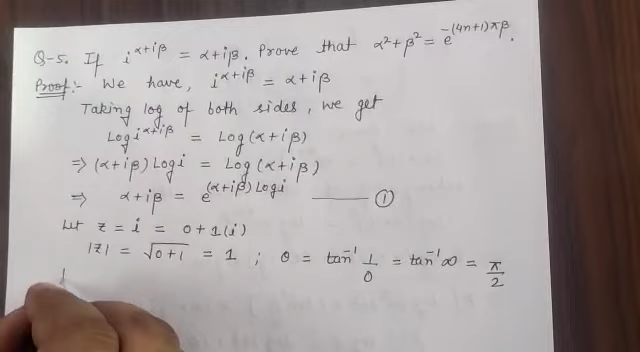 Q-5. If i^α+iβ = α+iβ. Prove that α²+β² = e^-(4n+1)πβ.
Proof:- We have, i^α+iβ = α+iβ
Taking log of both sides, we get
Log i^α+iβ = Log(α+iβ)
⇒ (α+iβ) Log i = Log(α+iβ)
⇒ α+iβ = e^(α+iβ) Log i ——— ①
Let z = i = 0+1(i)
|z| = √0+1 = 1 ; θ = tan⁻¹ 1/0 = tan⁻¹ ∞ = π/2